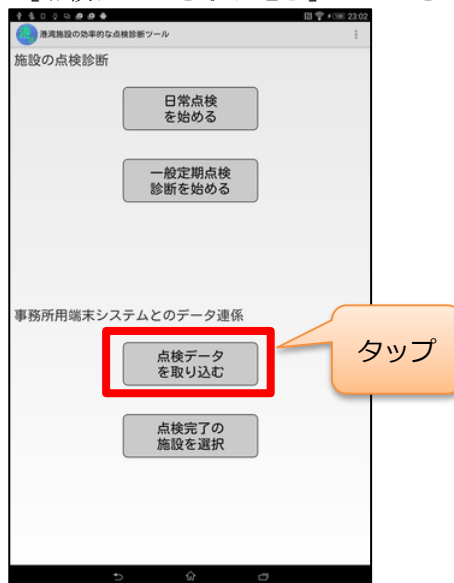 23:02
港湾施設の効率的な点検診断ツール
施設の点検診断
日常点検
を始める
一般定期点検
診断を始める
事務所用端末システムとのデータ連係
点検データ
を取り込む
タップ
点検完了の
施設を選択